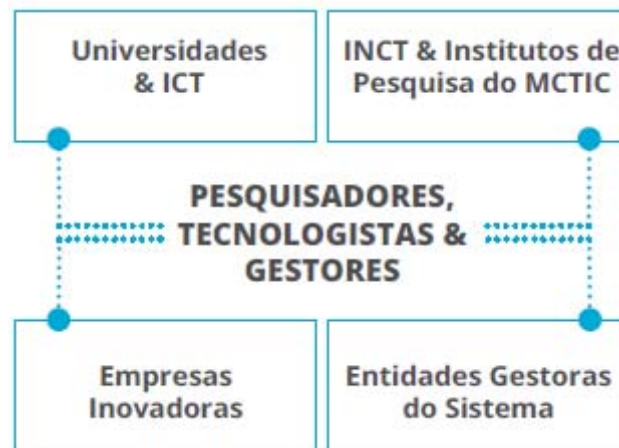 Universidades
& ICT
INCT & Institutos de
Pesquisa do MCTIC
PESQUISADORES,
TECNOLOGISTAS &
GESTORES
Empresas
Inovadoras
Entidades Gestoras
do Sistema